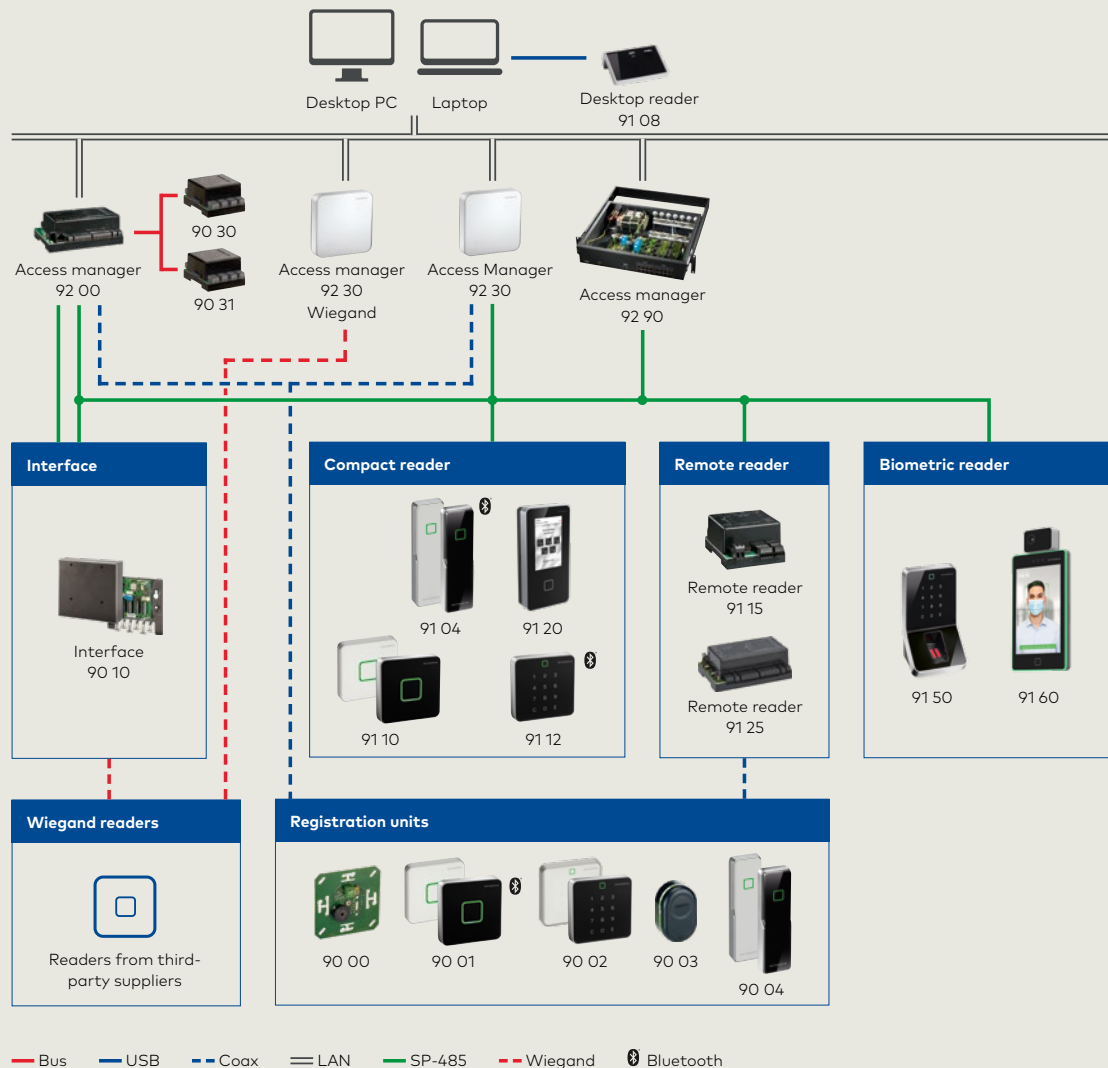 Desktop PC
Laptop
Desktop reader
91 08
Access manager
92 00
90 30
90 31
Access manager
92 30
Wiegand
Access Manager
92 30
Access manager
92 90
Interface
Interface
90 10
Compact reader
91 04
91 20
91 10
91 12
Remote reader
Remote reader
91 15
Remote reader
91 25
Biometric reader
91 50
91 60
Wiegand readers
Readers from third-
party suppliers
Registration units
90 00
90 01
90 02
90 03
90 04
Bus
USB
Coax
LAN
SP-485
Wiegand
Bluetooth